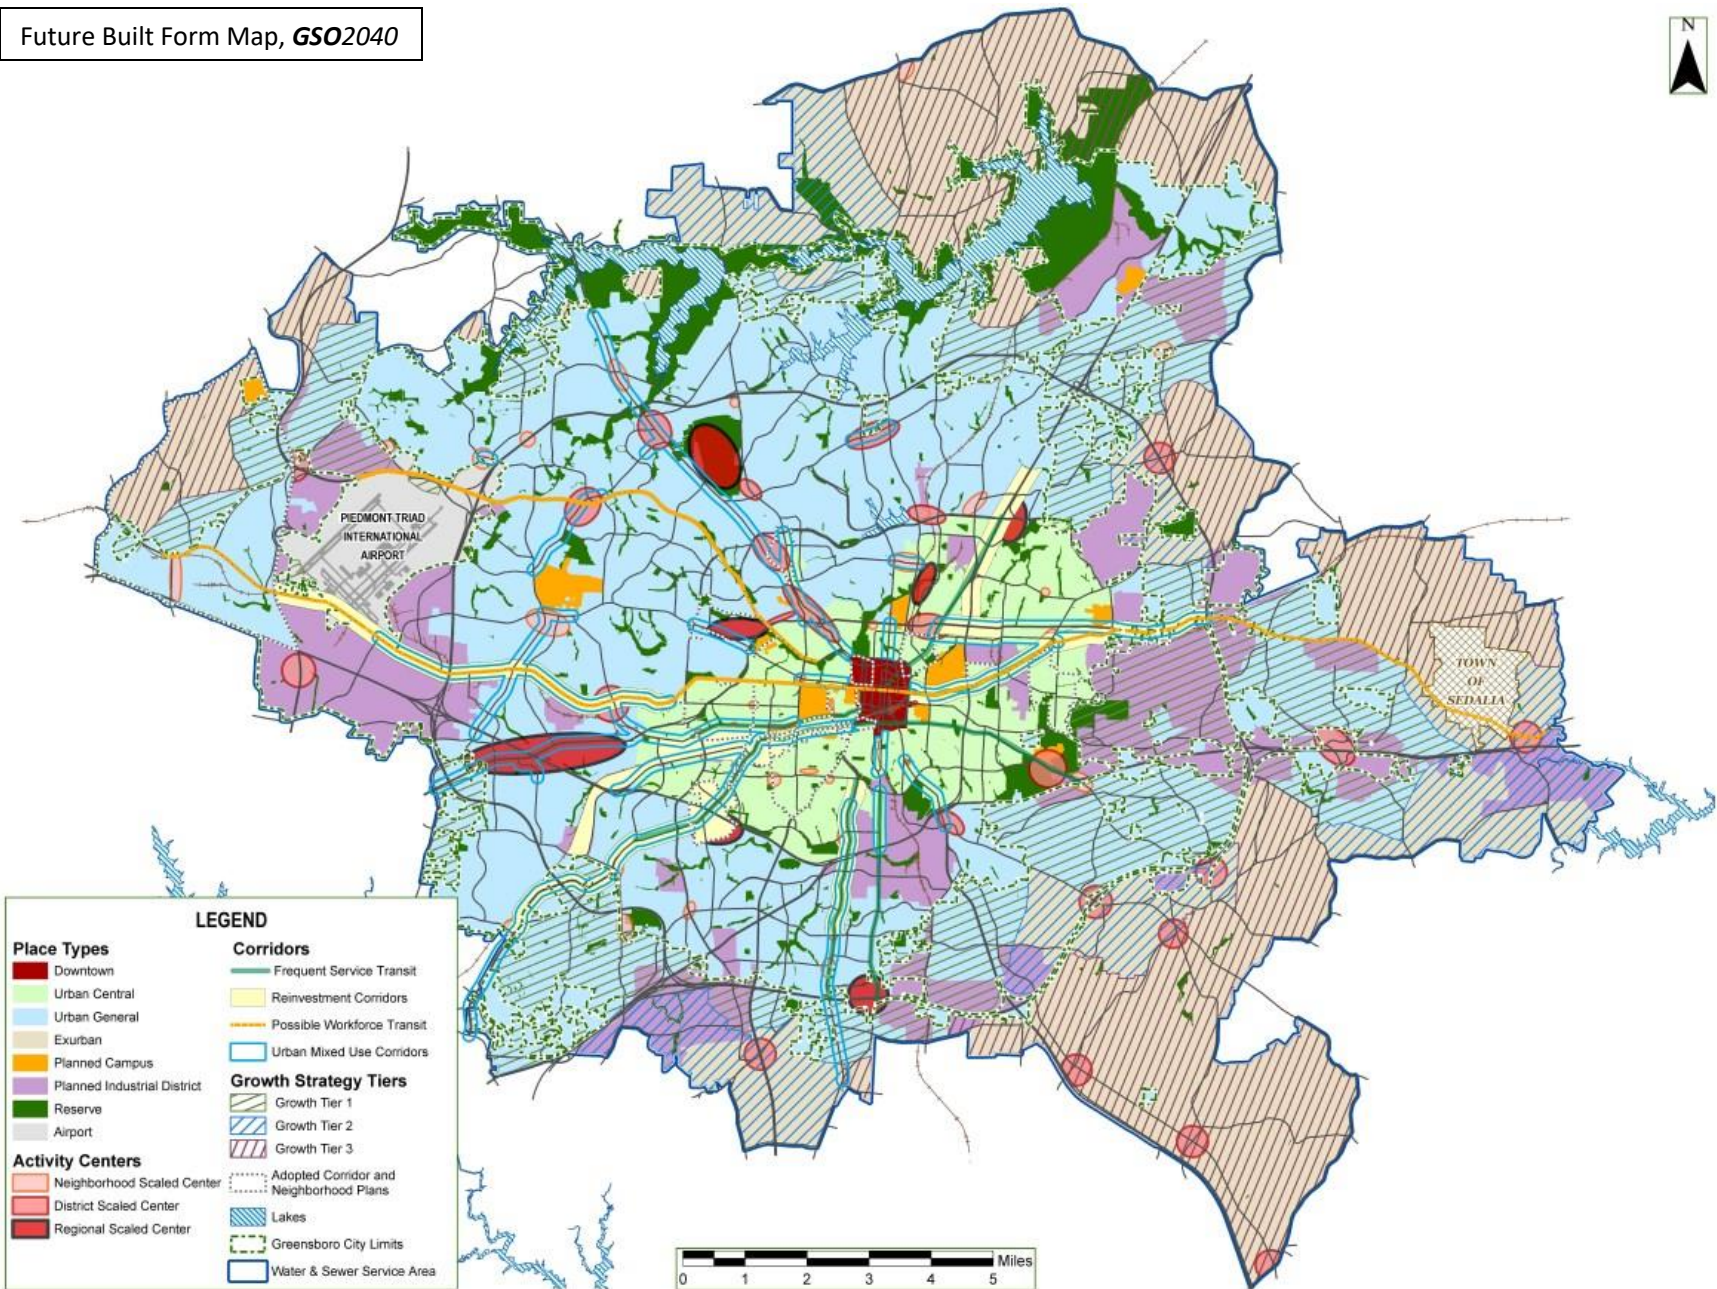 Future Built Form Map, GSO2040
N
PIEDMONT TRIAD
INTERNATIONAL
AIRPORT
TOWN
OF
SEDALIA
LEGEND
Place Types
Downtown
Urban Central
Urban General
Exurban
Planned Campus
Planned Industrial District
Reserve
Airport
Activity Centers
Neighborhood Scaled Center
District Scaled Center
Regional Scaled Center
Corridors
Frequent Service Transit
Reinvestment Corridors
Possible Workforce Transit
Urban Mixed Use Corridors
Growth Strategy Tiers
Growth Tier 1
Growth Tier 2
Growth Tier 3
Adopted Corridor and
Neighborhood Plans
Lakes
Greensboro City Limits
Water & Sewer Service Area
Miles
0 1 2 3 4 5